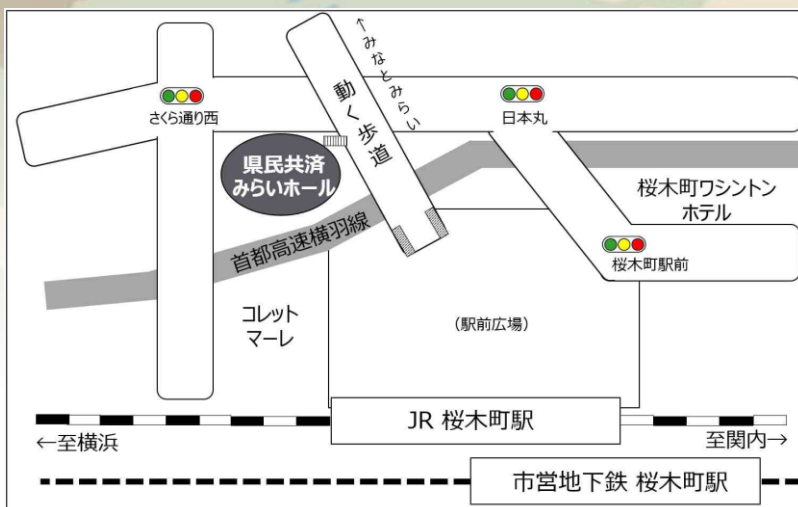 ↑みなとみらい
さくら通り西
動く歩道
日本丸
県民共済
みらいホール
桜木町ワシントン
ホテル
首都高速横羽線
桜木町駅前
コレット
マーレ
（駅前広場）
JR 桜木町駅
←至横浜
至関内→
市営地下鉄 桜木町駅